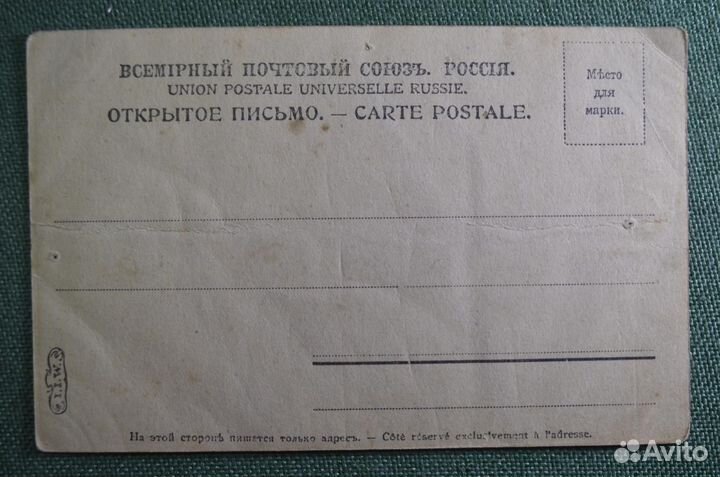 ВСЕМІРНЫЙ ПОЧТОВЫЙ СОЮЗЪ. РОССІЯ.
UNION POSTALE UNIVERSELLE RUSSIE.
ОТКРЫТОЕ ПИСЬМО. — CARTE POSTALE.
Мѣсто
для
марки.
I.I.W.
На этой сторонѣ пишется только адресъ. — Côté réservé exclusivement à l'adresse.
Avito